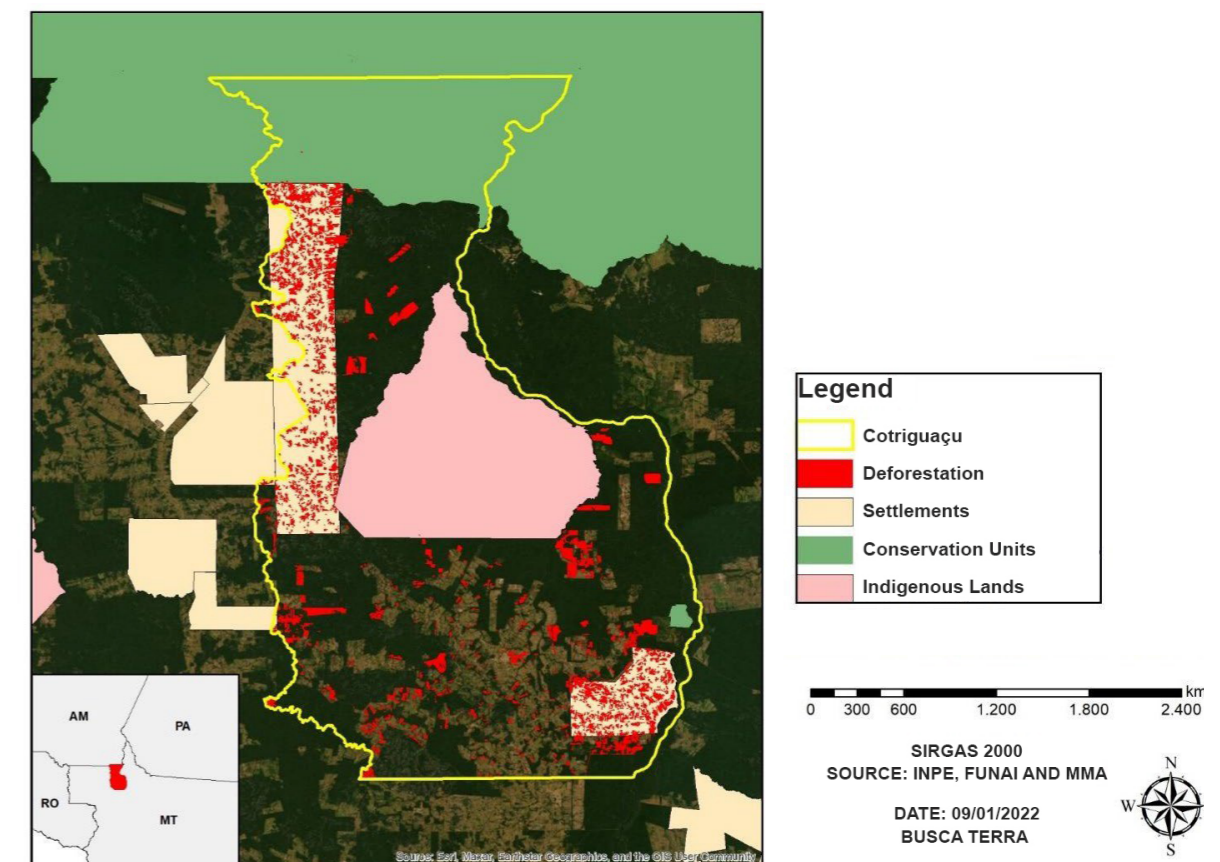 AM
PA
RO
MT
Source: Esri, Maxar, Earthstar Geographics, and the GIS User Community
Legend
Cotriguaçu
Deforestation
Settlements
Conservation Units
Indigenous Lands
km
0 300 600 1.200 1.800 2.400
SIRGAS 2000
SOURCE: INPE, FUNAI AND MMA
DATE: 09/01/2022
BUSCA TERRA
N
W E
S